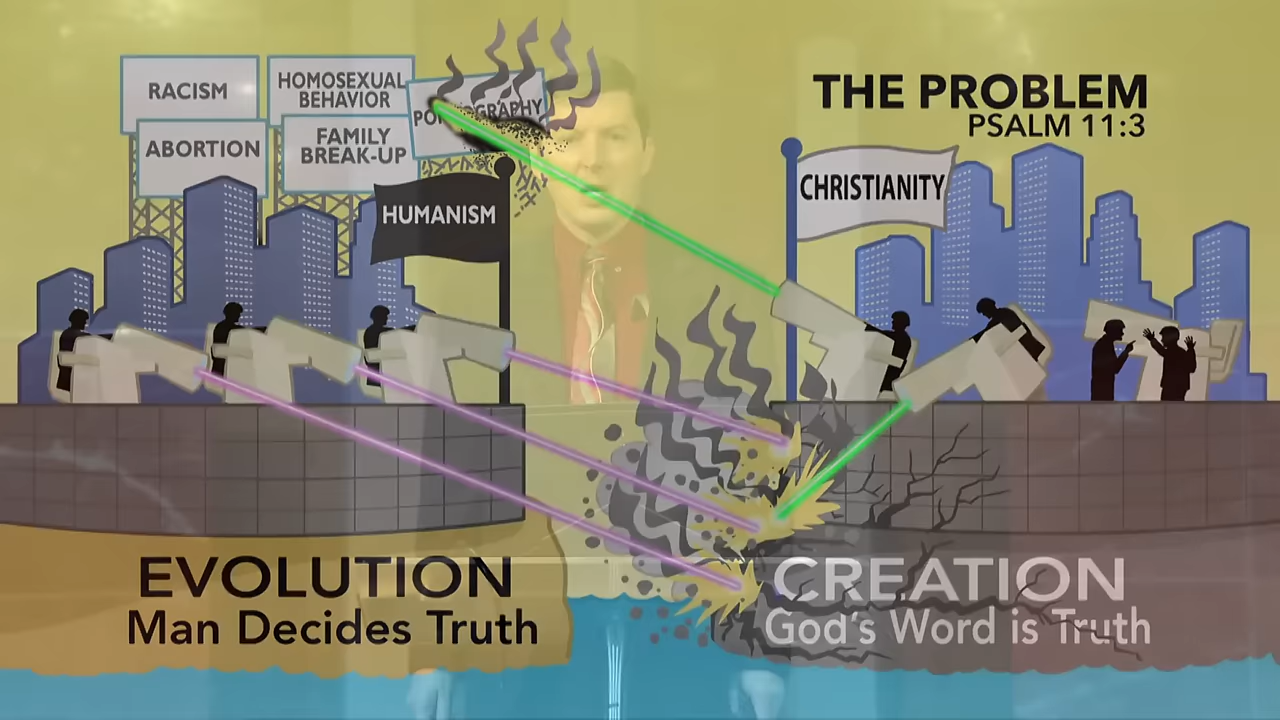 RACISM
HOMOSEXUAL
BEHAVIOR
ABORTION
FAMILY
BREAK-UP
HUMANISM
THE PROBLEM
PSALM 11:3
CHRISTIANITY
EVOLUTION
Man Decides Truth
CREATION
God's Word is Truth